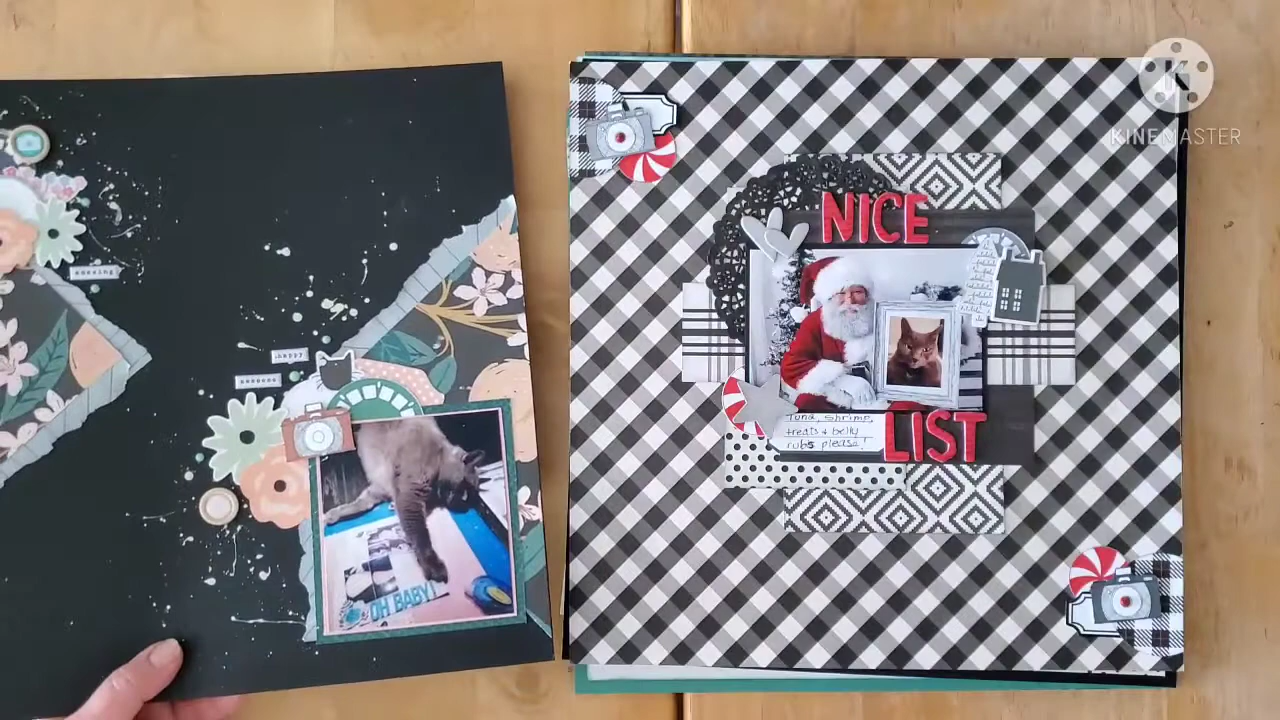 K
KINEMASTER
NICE
Tuna, shrimp,
treats & belly
rubs please!
LIST
happy
OH BABY!